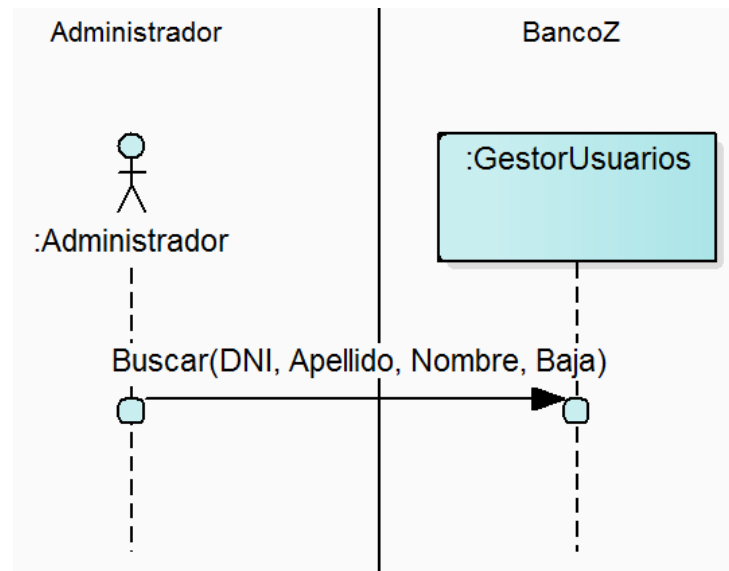 Administrador
BancoZ
:GestorUsuarios
:Administrador
Buscar(DNI, Apellido, Nombre, Baja)